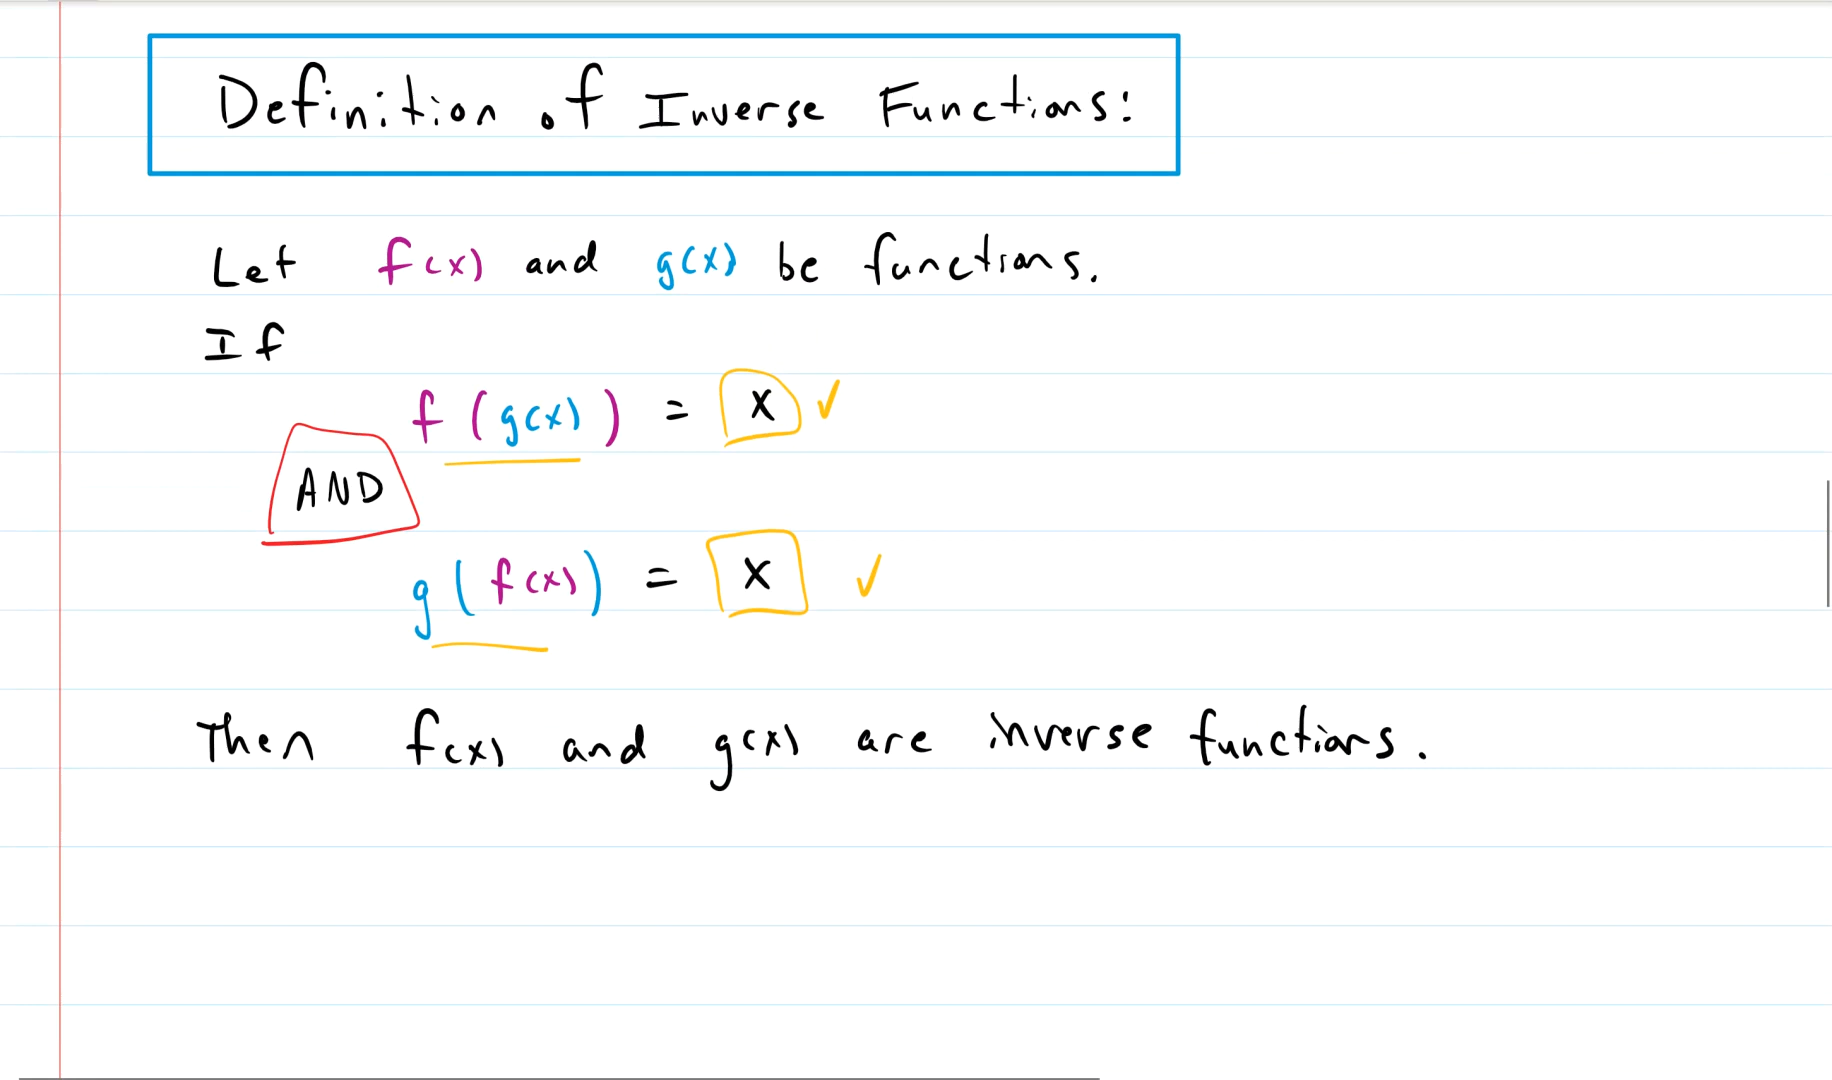 Definition of Inverse Functions:
Let f(x) and g(x) be functions.
If
f(g(x)) = x ✓
AND
g(f(x)) = x ✓
Then f(x) and g(x) are inverse functions.